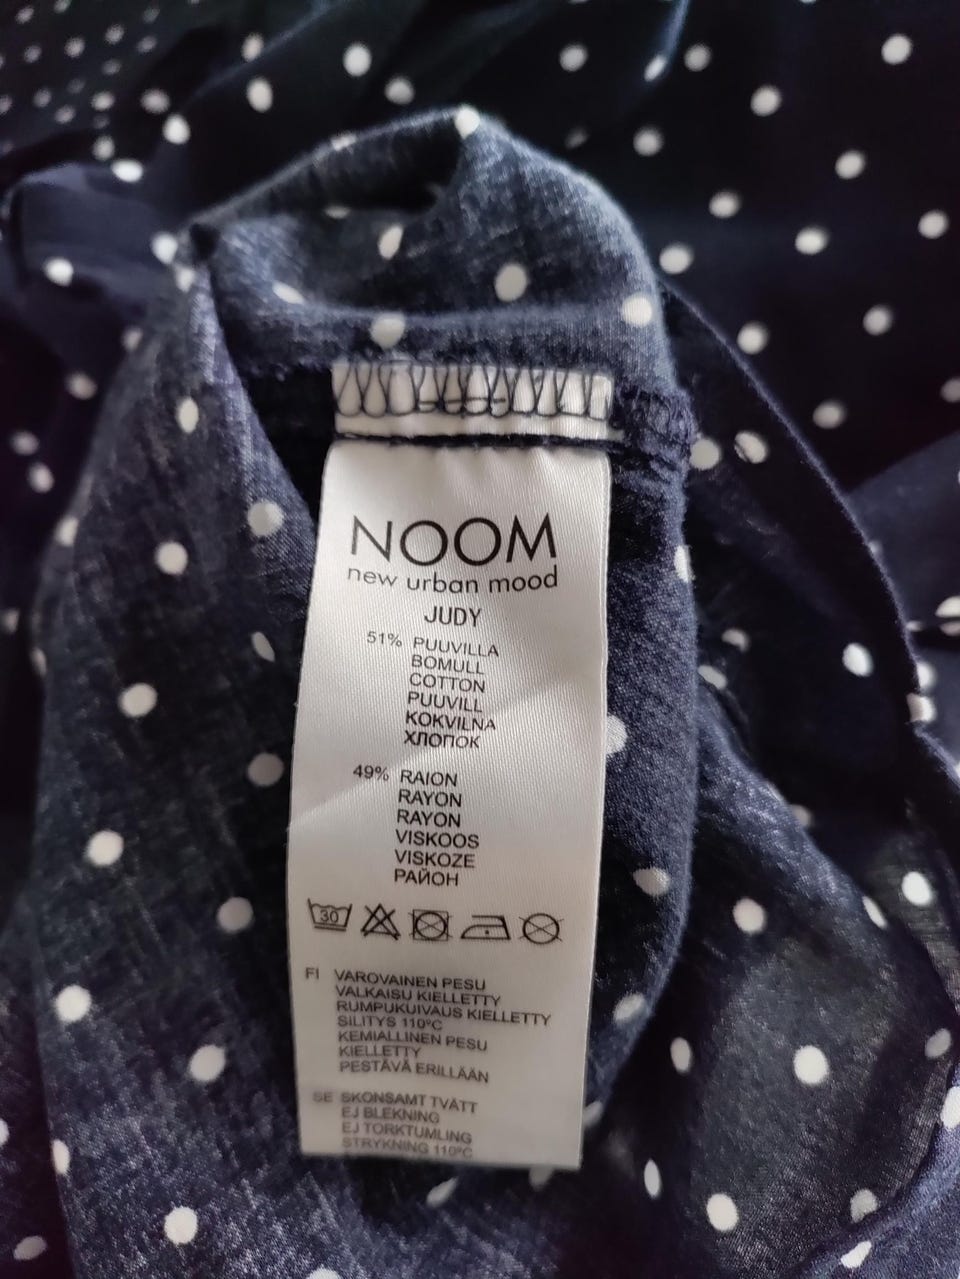 NOOM
new urban mood
JUDY
51% PUUVILLA
BOMULL
COTTON
PUUVILL
KOKVILNA
ХЛОПОК
49% RAION
RAYON
RAYON
VISKOOS
VISKOZE
РАЙОН
30
FI VAROVAINEN PESU
VALKAISU KIELLETTY
RUMPUKUIVAUS KIELLETTY
SILITYS 110ºC
KEMIALLINEN PESU
KIELLETTY
PESTÄVÄ ERILLÄÄN
SE SKONSAMT TVÄTT
EJ BLEKNING
EJ TORKTUMLING
STRYKNING 110ºC